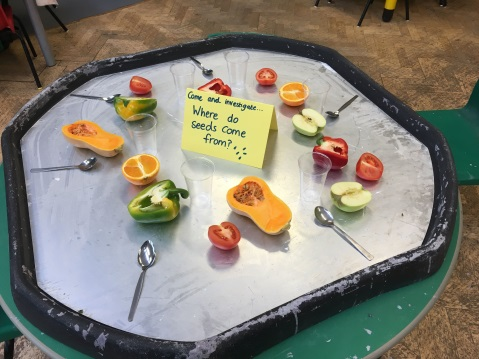 Come and investigate...
Where do
seeds come
from?